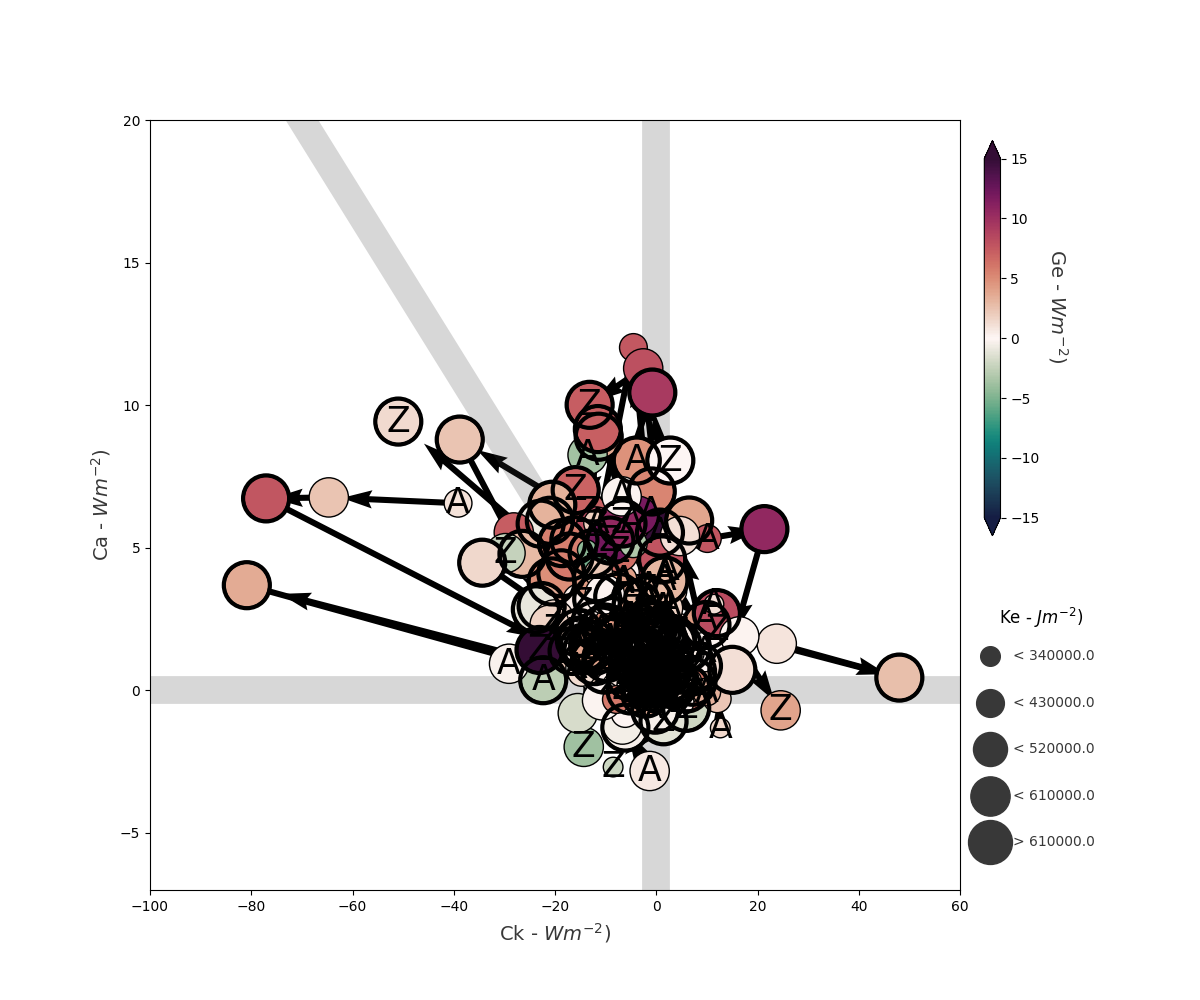 20
15
10
5
0
−5
−100
−80
−60
−40
−20
0
20
40
60
Ck - Wm⁻²)
Ca - Wm⁻²)
15
10
5
0
−5
−10
−15
Ge - Wm⁻²)
Ke - Jm⁻²)
< 340000.0
< 430000.0
< 520000.0
< 610000.0
> 610000.0
Z
Z
A
A
Z
A
A
Z
Z
A
A
Z
A
A
Z
A
Z
Z
A